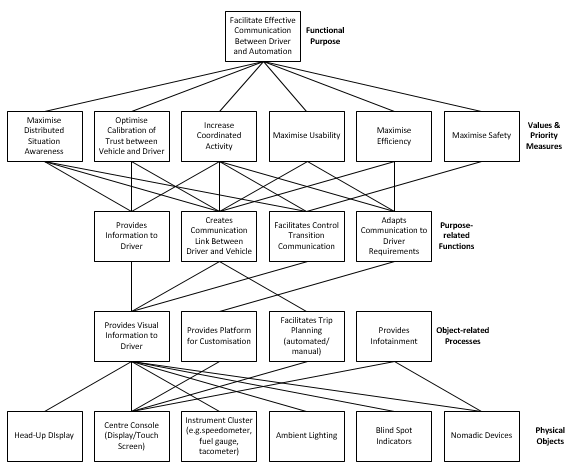 Facilitate Effective
Communication
Between Driver
and Automation
Functional
Purpose
Maximise
Distributed
Situation
Awareness
Optimise
Calibration of
Trust between
Vehicle and Driver
Increase
Coordinated
Activity
Maximise Usability
Maximise
Efficiency
Maximise Safety
Values &
Priority
Measures
Provides
Information to
Driver
Creates
Communication
Link Between
Driver and Vehicle
Facilitates Control
Transition
Communication
Adapts
Communication to
Driver
Requirements
Purpose-
related
Functions
Provides Visual
Information to
Driver
Provides Platform
for Customisation
Facilitates Trip
Planning
(automated/
manual)
Provides
Infotainment
Object-related
Processes
Head-Up Display
Centre Console
(Display/Touch
Screen)
Instrument Cluster
(e.g.speedometer,
fuel gauge,
tacometer)
Ambient Lighting
Blind Spot
Indicators
Nomadic Devices
Physical
Objects